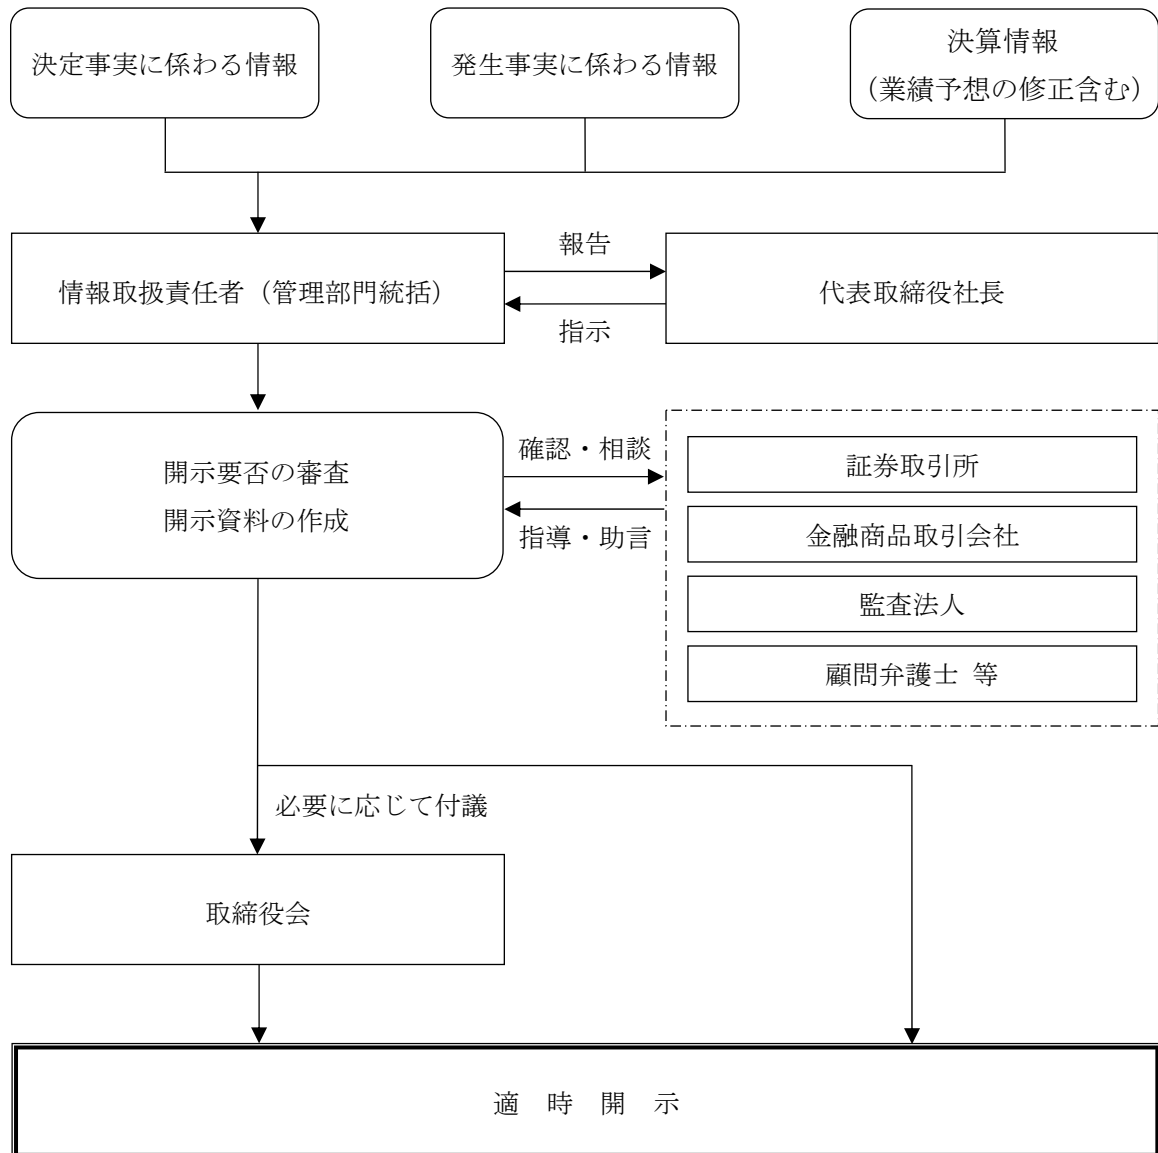 決定事実に係わる情報
発生事実に係わる情報
決算情報
（業績予想の修正含む）
報告
情報取扱責任者（管理部門統括）
代表取締役社長
指示
確認・相談
開示要否の審査
開示資料の作成
指導・助言
証券取引所
金融商品取引会社
監査法人
顧問弁護士 等
必要に応じて付議
取締役会
適 時 開 示